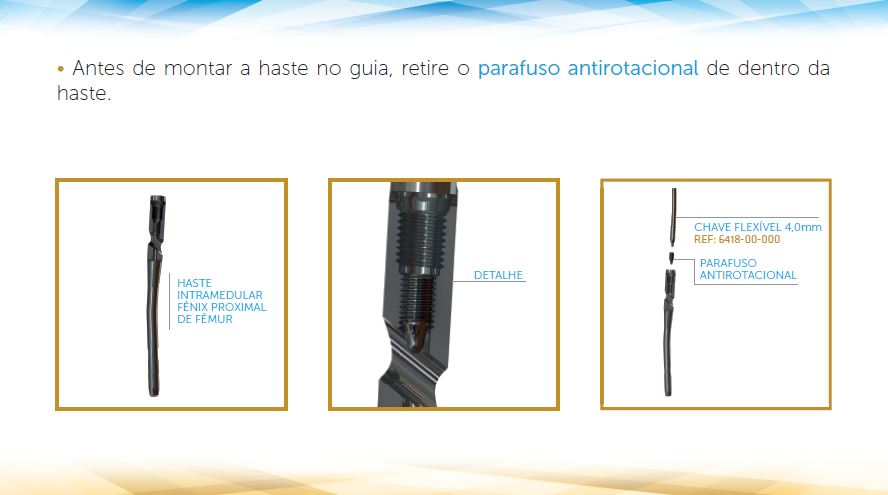 • Antes de montar a haste no guia, retire o parafuso antirotacional de dentro da
haste.
HASTE
INTRAMEDULAR
FÊNIX PROXIMAL
DE FÊMUR
DETALHE
CHAVE FLEXÍVEL 4,0mm
REF: 6418-00-000
PARAFUSO
ANTIROTACIONAL